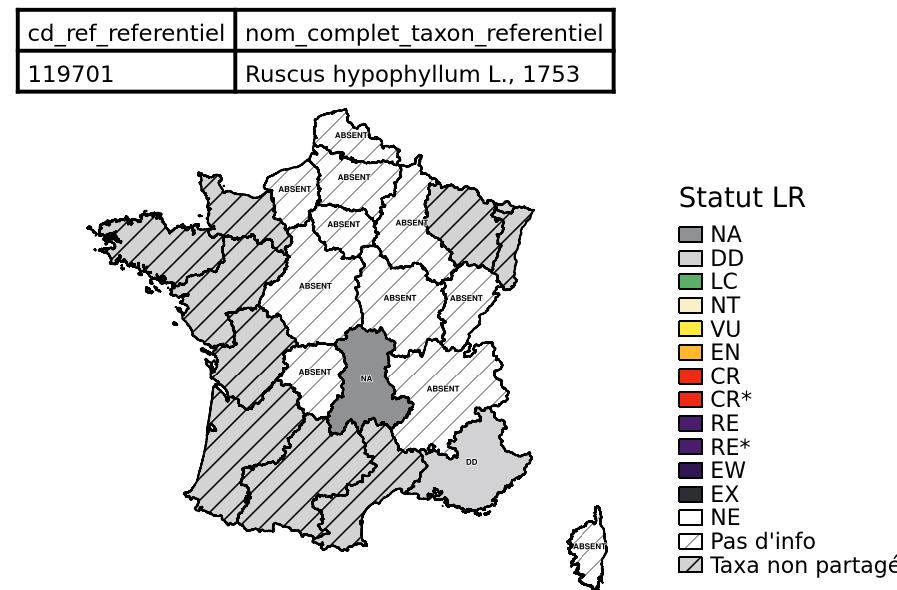 cd_ref_referentiel nom_complet_taxon_referentiel
119701 Ruscus hypophyllum L., 1753
ABSENT
ABSENT
ABSENT
ABSENT
ABSENT
ABSENT
ABSENT
ABSENT
ABSENT
NA
ABSENT
DD
ABSENT
Statut LR
NA
DD
LC
NT
VU
EN
CR
CR*
RE
RE*
EW
EX
NE
Pas d'info
Taxa non partagé